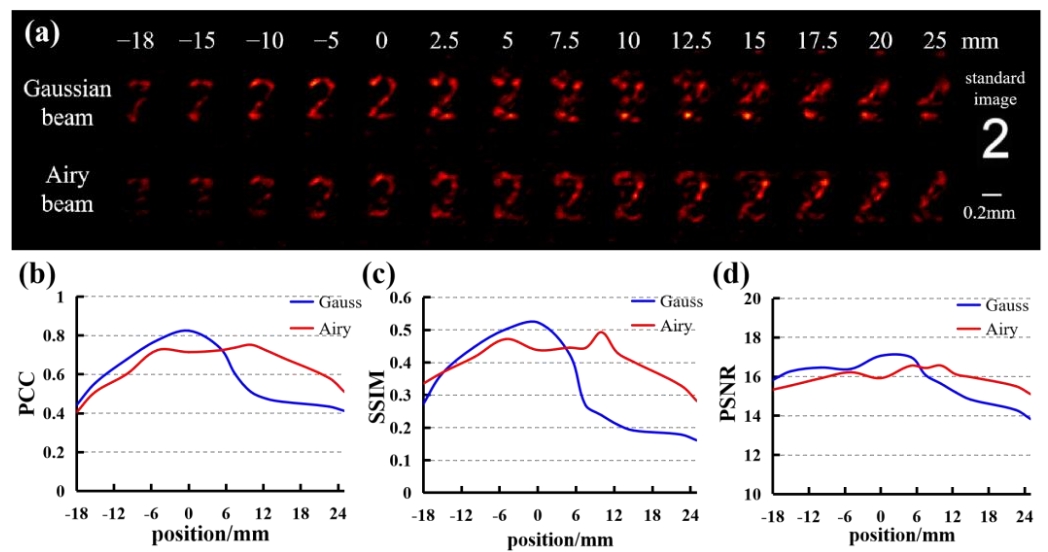 (a)
−18 −15 −10 −5 0 2.5 5 7.5 10 12.5 15 17.5 20 25 mm
Gaussian
beam
standard
image
2
Airy
beam
0.2mm
(b)
1
0.8
0.6
0.4
0.2
0
PCC
Gauss
Airy
-18 -12 -6 0 6 12 18 24
position/mm
(c)
0.6
0.5
0.4
0.3
0.2
0.1
0
SSIM
Gauss
Airy
-18 -12 -6 0 6 12 18 24
position/mm
(d)
20
18
16
14
12
10
PSNR
Gauss
Airy
-18 -12 -6 0 6 12 18 24
position/mm